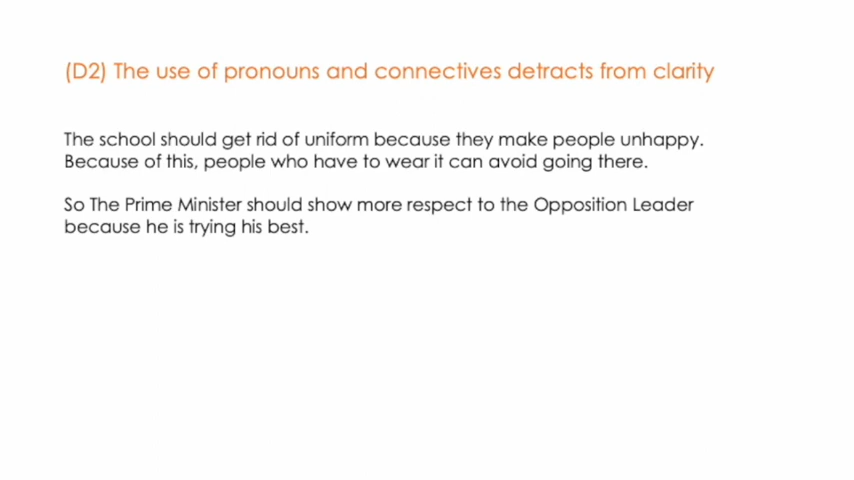 (D2) The use of pronouns and connectives detracts from clarity
The school should get rid of uniform because they make people unhappy.
Because of this, people who have to wear it can avoid going there.
So The Prime Minister should show more respect to the Opposition Leader
because he is trying his best.